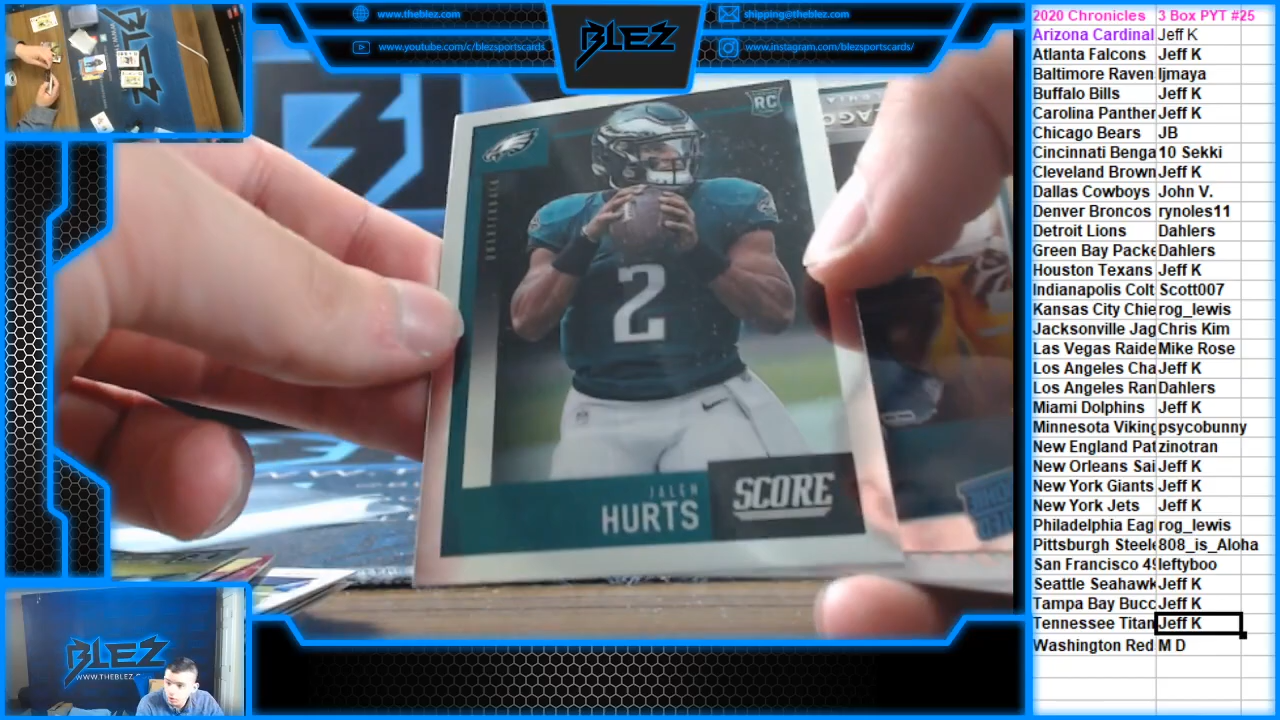 www.theblez.com
www.youtube.com/c/blezsportscards
BLEZ
shipping@theblez.com
www.instagram.com/blezsportscards/
RC
2
JALEN
HURTS
SCORE
BLEZ
2020 Chronicles 3 Box PYT #25
Arizona Cardinal Jeff K
Atlanta Falcons Jeff K
Baltimore Raven ljmaya
Buffalo Bills Jeff K
Carolina Panther Jeff K
Chicago Bears JB
Cincinnati Benga 10 Sekki
Cleveland Brown Jeff K
Dallas Cowboys John V.
Denver Broncos rynoles11
Detroit Lions Dahlers
Green Bay Packe Dahlers
Houston Texans Jeff K
Indianapolis Colt Scott007
Kansas City Chie rog_lewis
Jacksonville Jag Chris Kim
Las Vegas Raide Mike Rose
Los Angeles Cha Jeff K
Los Angeles Ran Dahlers
Miami Dolphins Jeff K
Minnesota Viking psycobunny
New England Pat zinotran
New Orleans Sai Jeff K
New York Giants Jeff K
New York Jets Jeff K
Philadelphia Eag rog_lewis
Pittsburgh Steele 808_is_Aloha
San Francisco 49 leftyboo
Seattle Seahawk Jeff K
Tampa Bay Bucc Jeff K
Tennessee Titan Jeff K
Washington Red M D